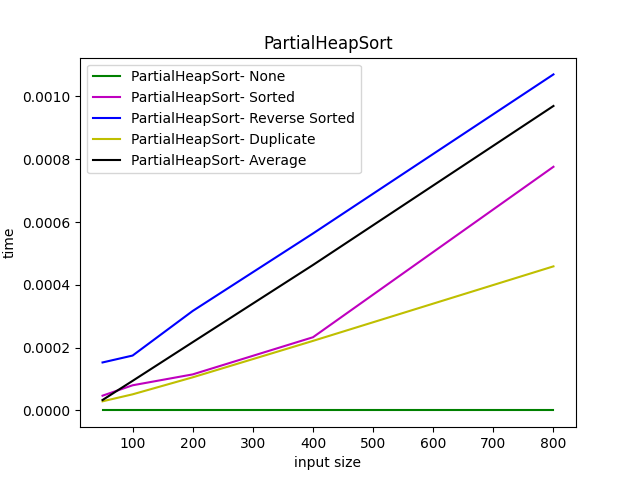 PartialHeapSort
PartialHeapSort- None
PartialHeapSort- Sorted
PartialHeapSort- Reverse Sorted
PartialHeapSort- Duplicate
PartialHeapSort- Average
0.0010
0.0008
0.0006
0.0004
0.0002
0.0000
time
100 200 300 400 500 600 700 800
input size